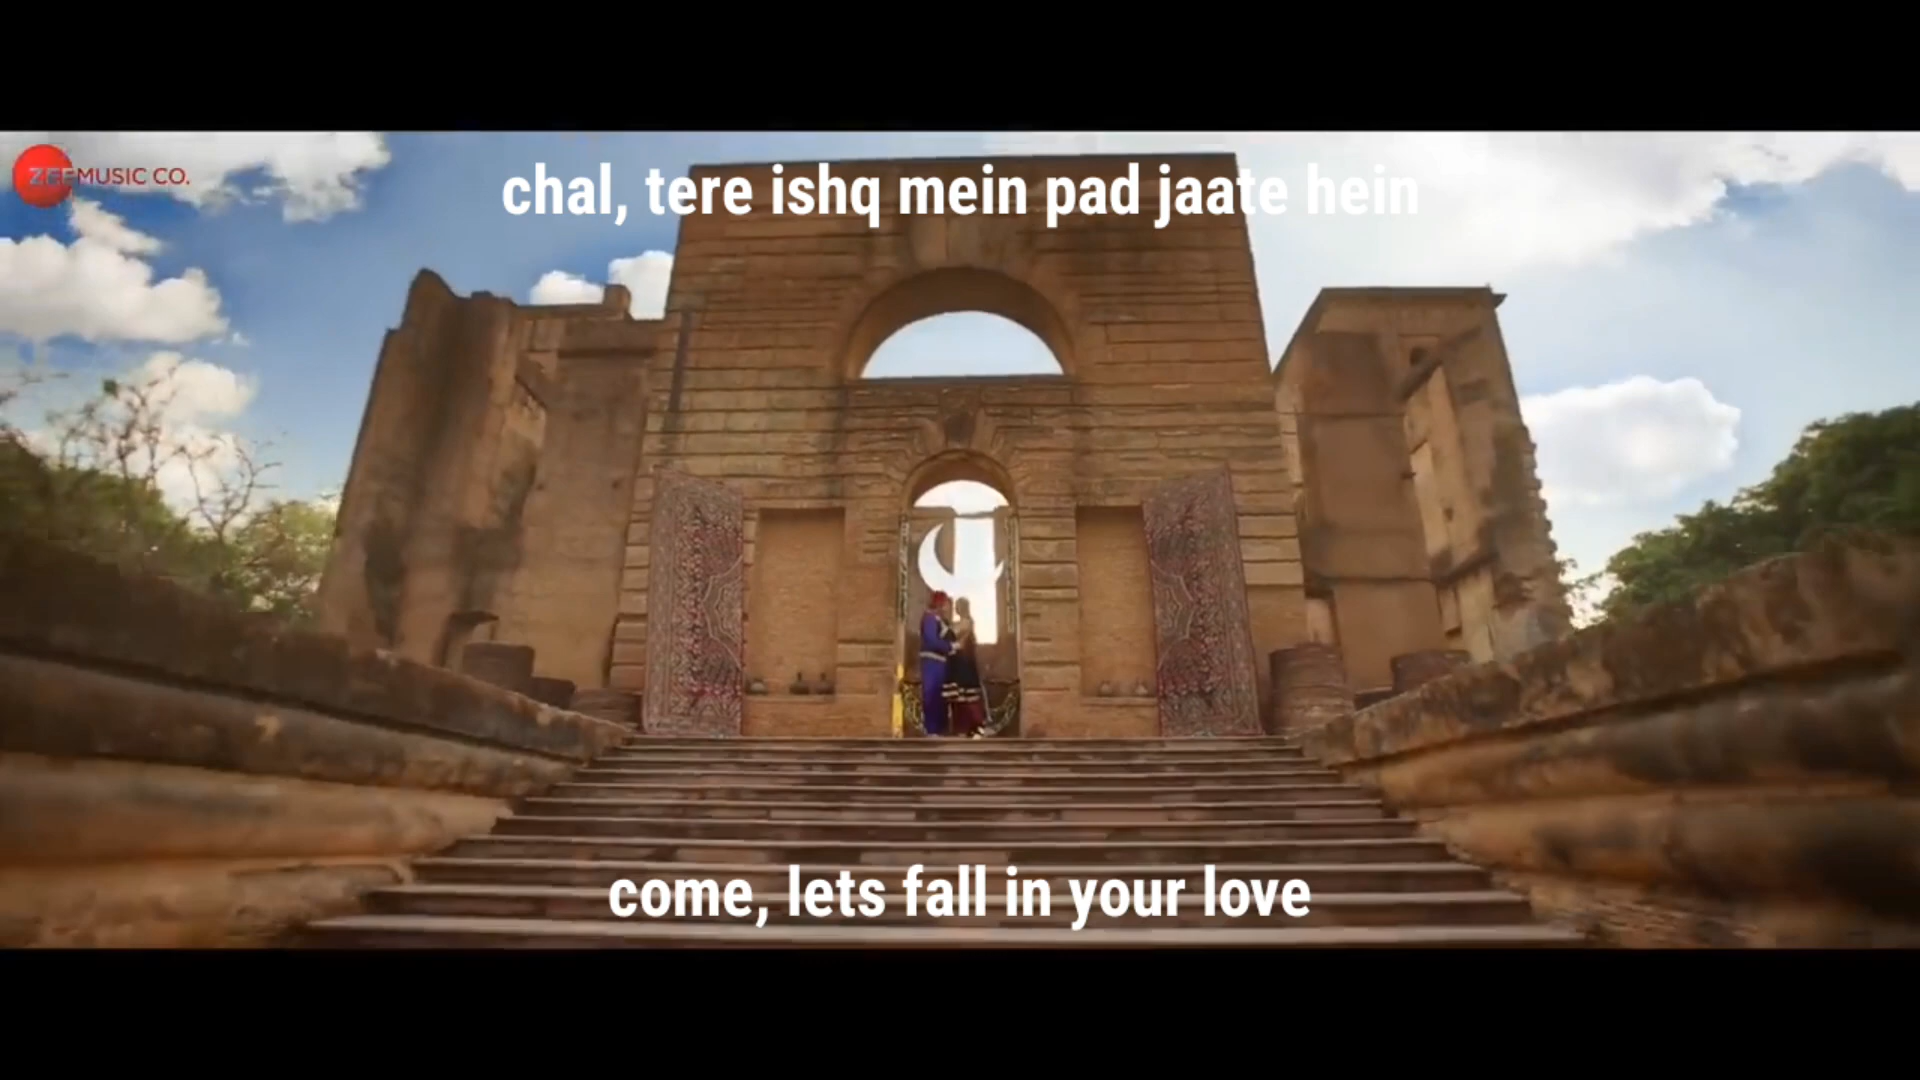 ZEE MUSIC CO.
chal, tere ishq mein pad jaate hein
come, lets fall in your love